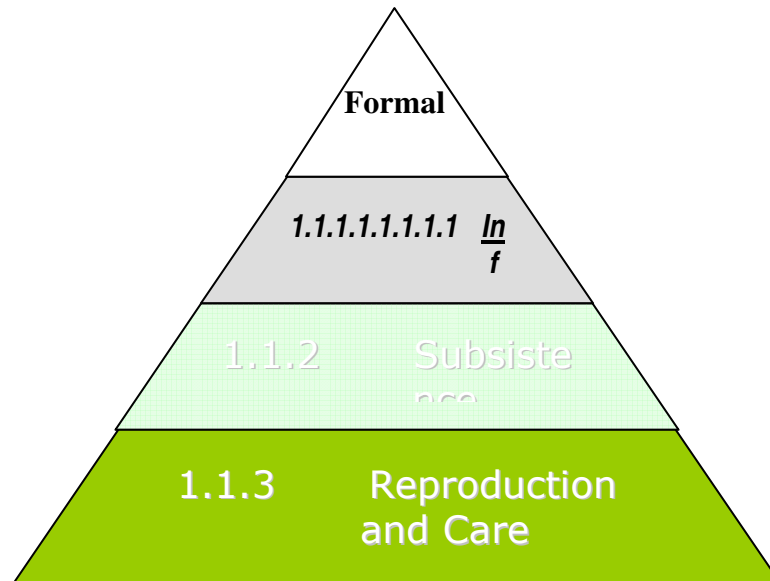 Formal
1.1.1.1.1.1.1.1 In
f
1.1.2 Subsiste
nce
1.1.3 Reproduction
and Care